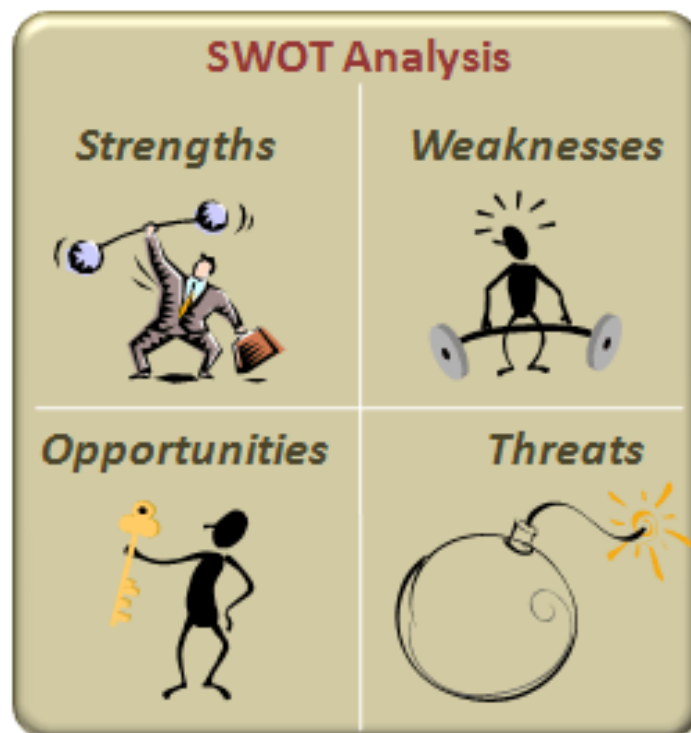 SWOT Analysis
Strengths
Weaknesses
Opportunities
Threats